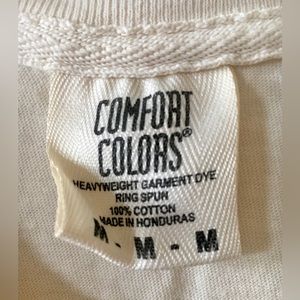 COMFORT
COLORS®
HEAVYWEIGHT GARMENT DYE
RING SPUN
100% COTTON
MADE IN HONDURAS
M - M - M